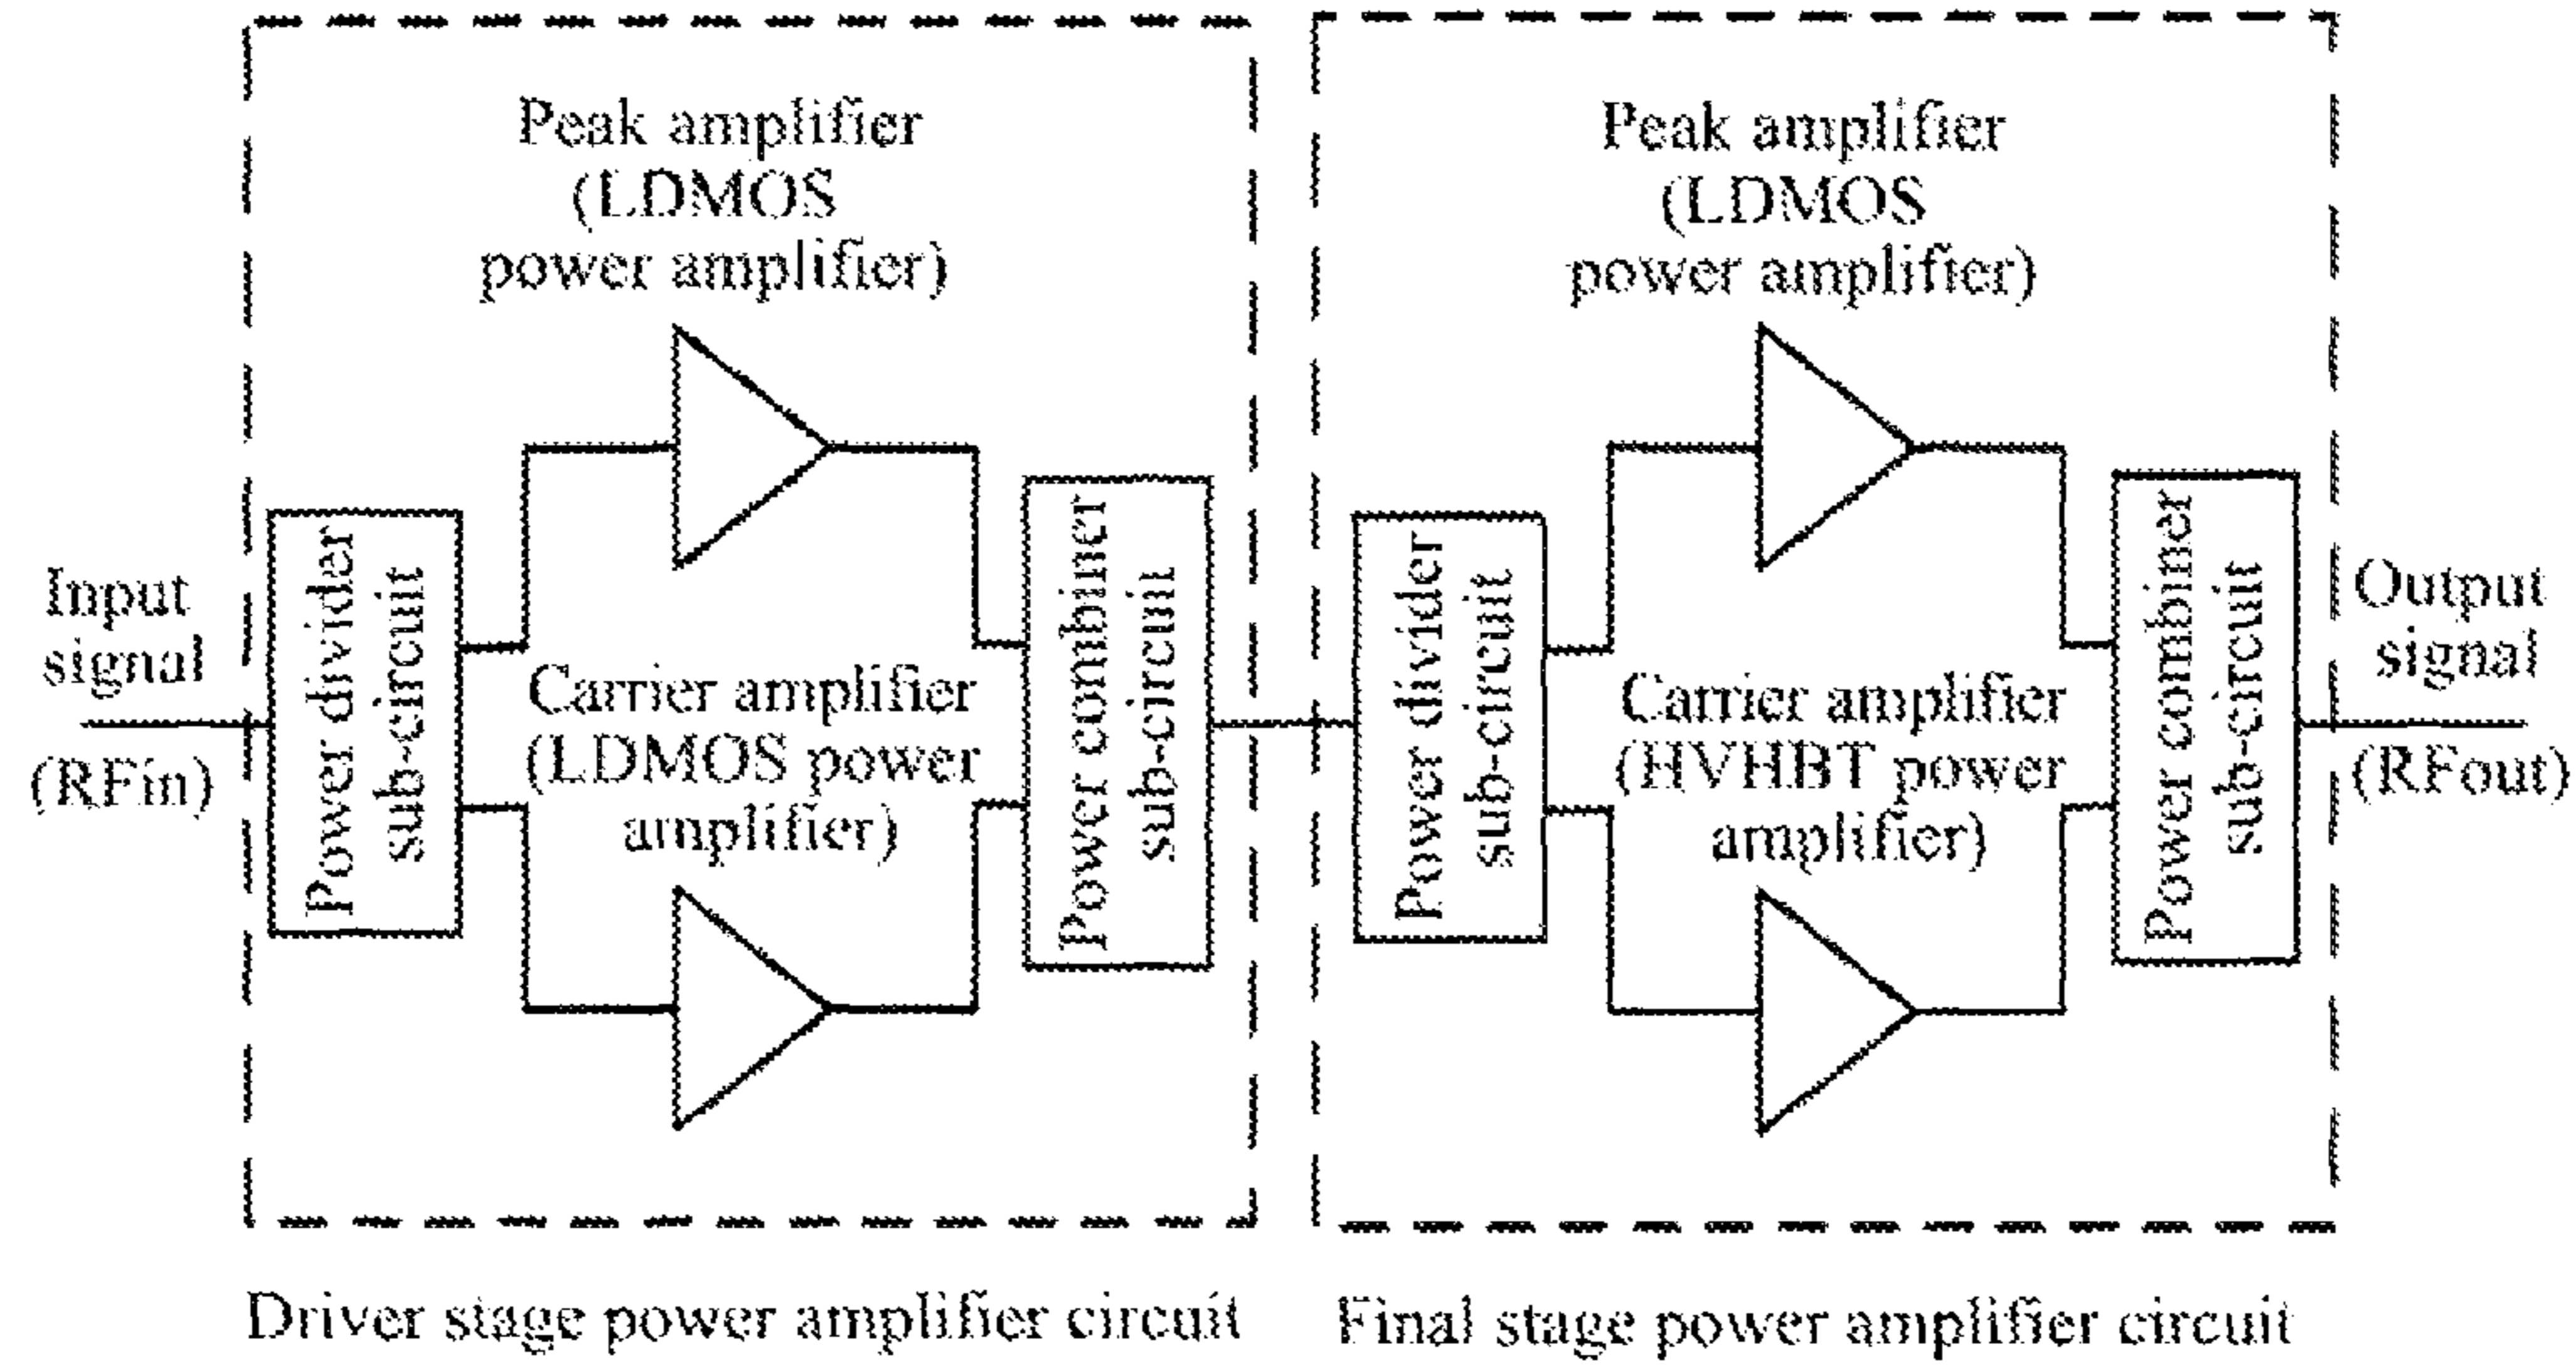 Peak amplifier
(LDMOS
power amplifier)
Peak amplifier
(LDMOS
power amplifier)
Input
signal
(RFin)
Power divider
sub-circuit
Carrier amplifier
(LDMOS power
amplifier)
Power combiner
sub-circuit
Power divider
sub-circuit
Carrier amplifier
(HVHBT power
amplifier)
Power combiner
sub-circuit
Output
signal
(RFout)
Driver stage power amplifier circuit
Final stage power amplifier circuit